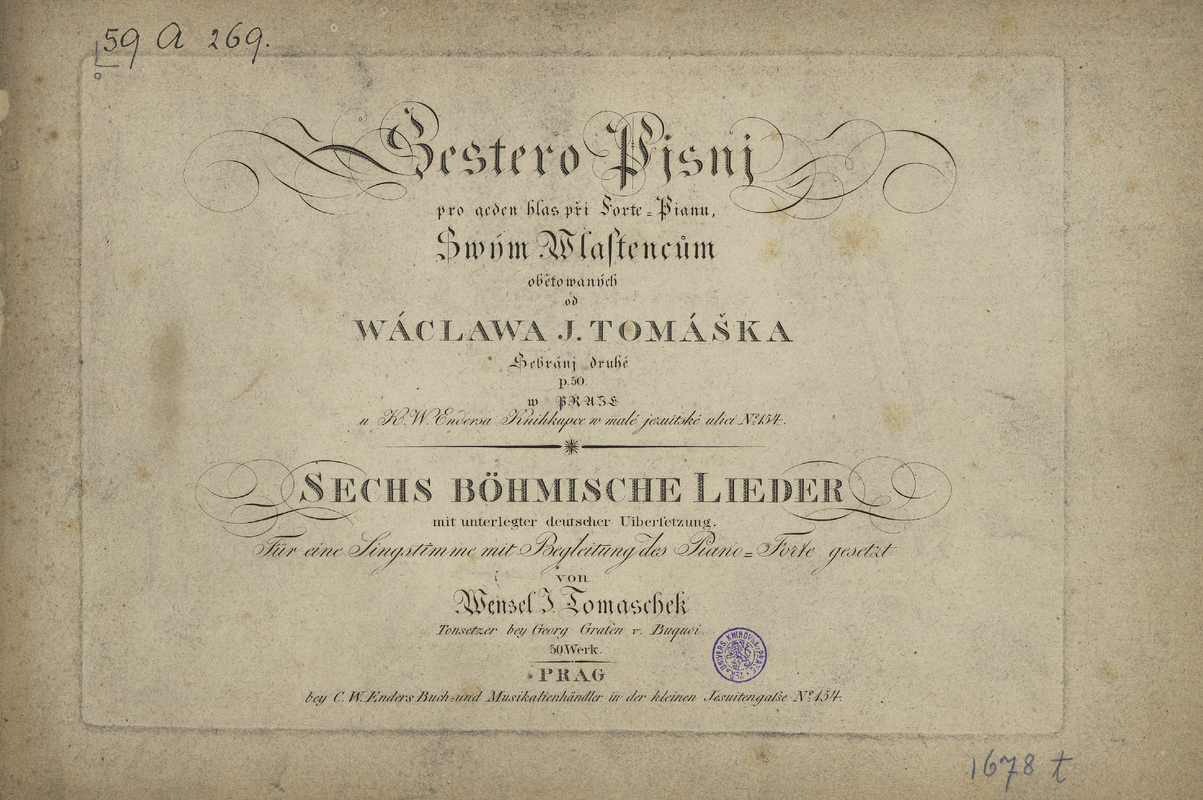 59 A 269.
Šestero Pjsnj
pro geden hlas při Forte=Pianu,
Swým Wlaſtencům
obětowaných
od
WÁCLAWA J. TOMÁŠKA
Sebránj druhé
p. 50.
w PRAZE
u K. W. Endersa Knihkupce w malé jezuitské ulici No. 154.
SECHS BÖHMISCHE LIEDER
mit unterlegter deutscher Uiberſetzung.
Für eine Singstimme mit Begleitung des Piano=Forte gesetzt
von
Wenzel J. Tomaschek
Tonsetzer bey Georg Grafen v. Buquoi.
50 Werk.
PRAG
bey C. W. Enders Buch=und Musikalienhändler in der kleinen Jesuitengaſse No. 154.
1678 t